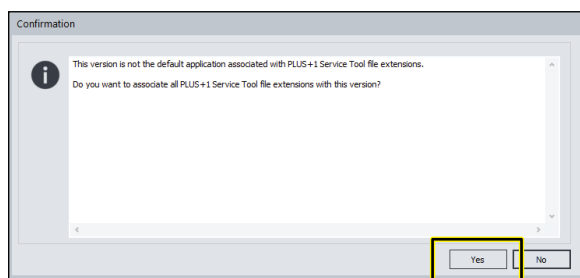 Confirmation
This version is not the default application associated with PLUS+1 Service Tool file extensions.
Do you want to associate all PLUS+1 Service Tool file extensions with this version?
Yes No